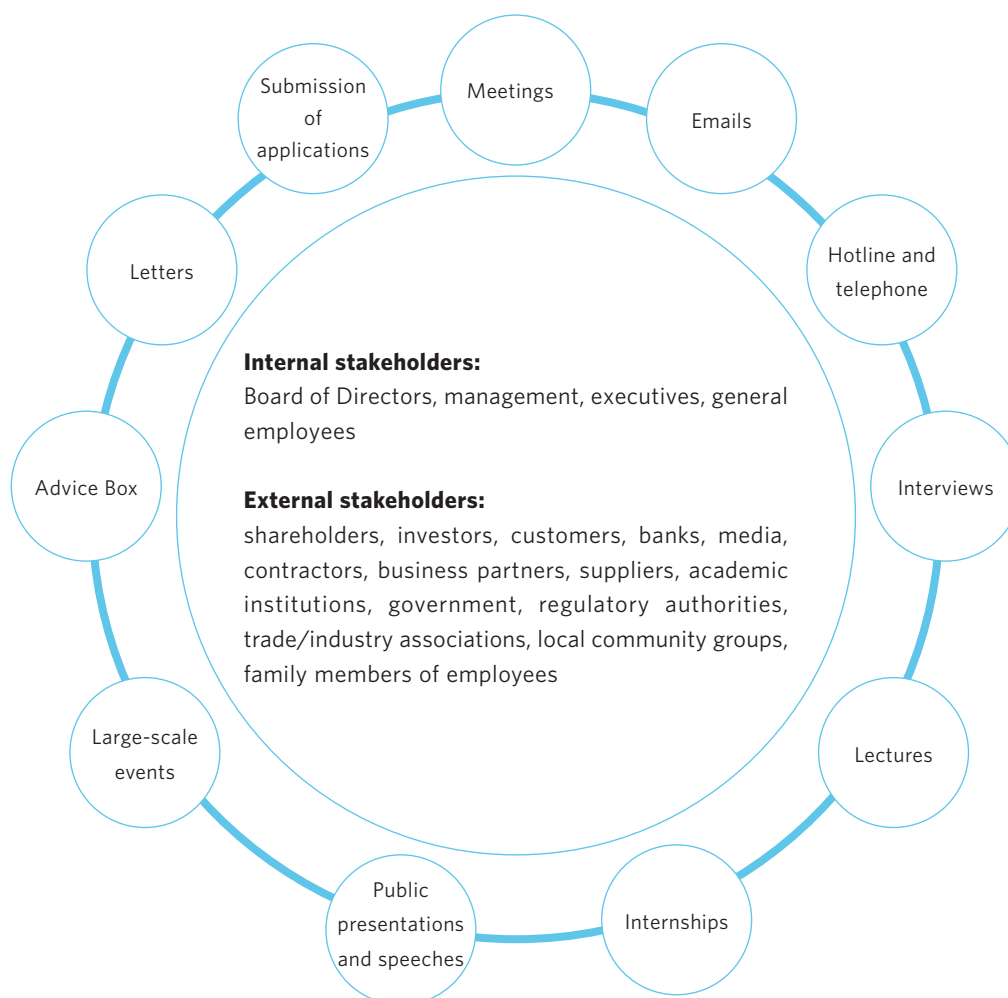 Meetings
Emails
Hotline and
telephone
Interviews
Lectures
Internships
Public
presentations
and speeches
Large-scale
events
Advice Box
Letters
Submission
of
applications
Internal stakeholders:
Board of Directors, management, executives, general
employees
External stakeholders:
shareholders, investors, customers, banks, media,
contractors, business partners, suppliers, academic
institutions, government, regulatory authorities,
trade/industry associations, local community groups,
family members of employees